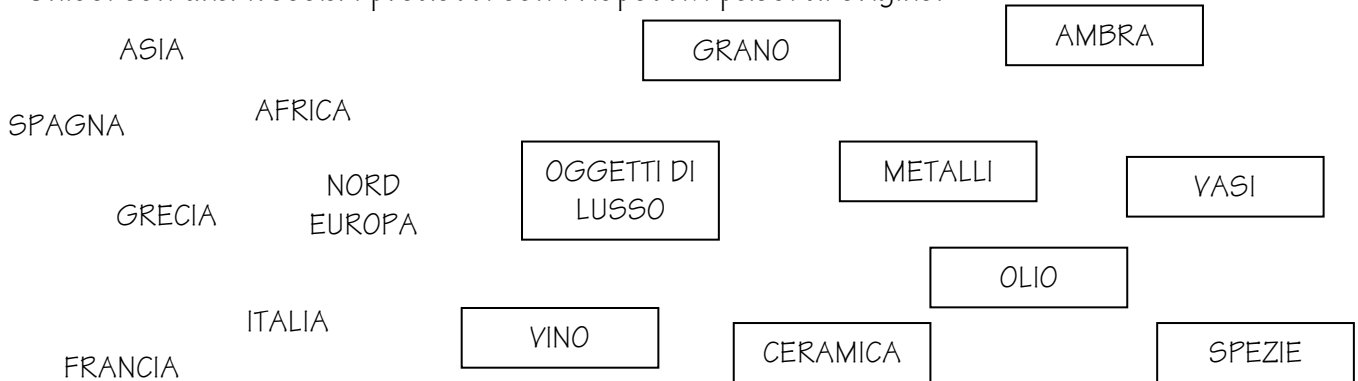 ASIA
GRANO
AMBRA
SPAGNA
AFRICA
OGGETTI DI
LUSSO
METALLI
VASI
NORD
EUROPA
GRECIA
OLIO
ITALIA
VINO
CERAMICA
SPEZIE
FRANCIA